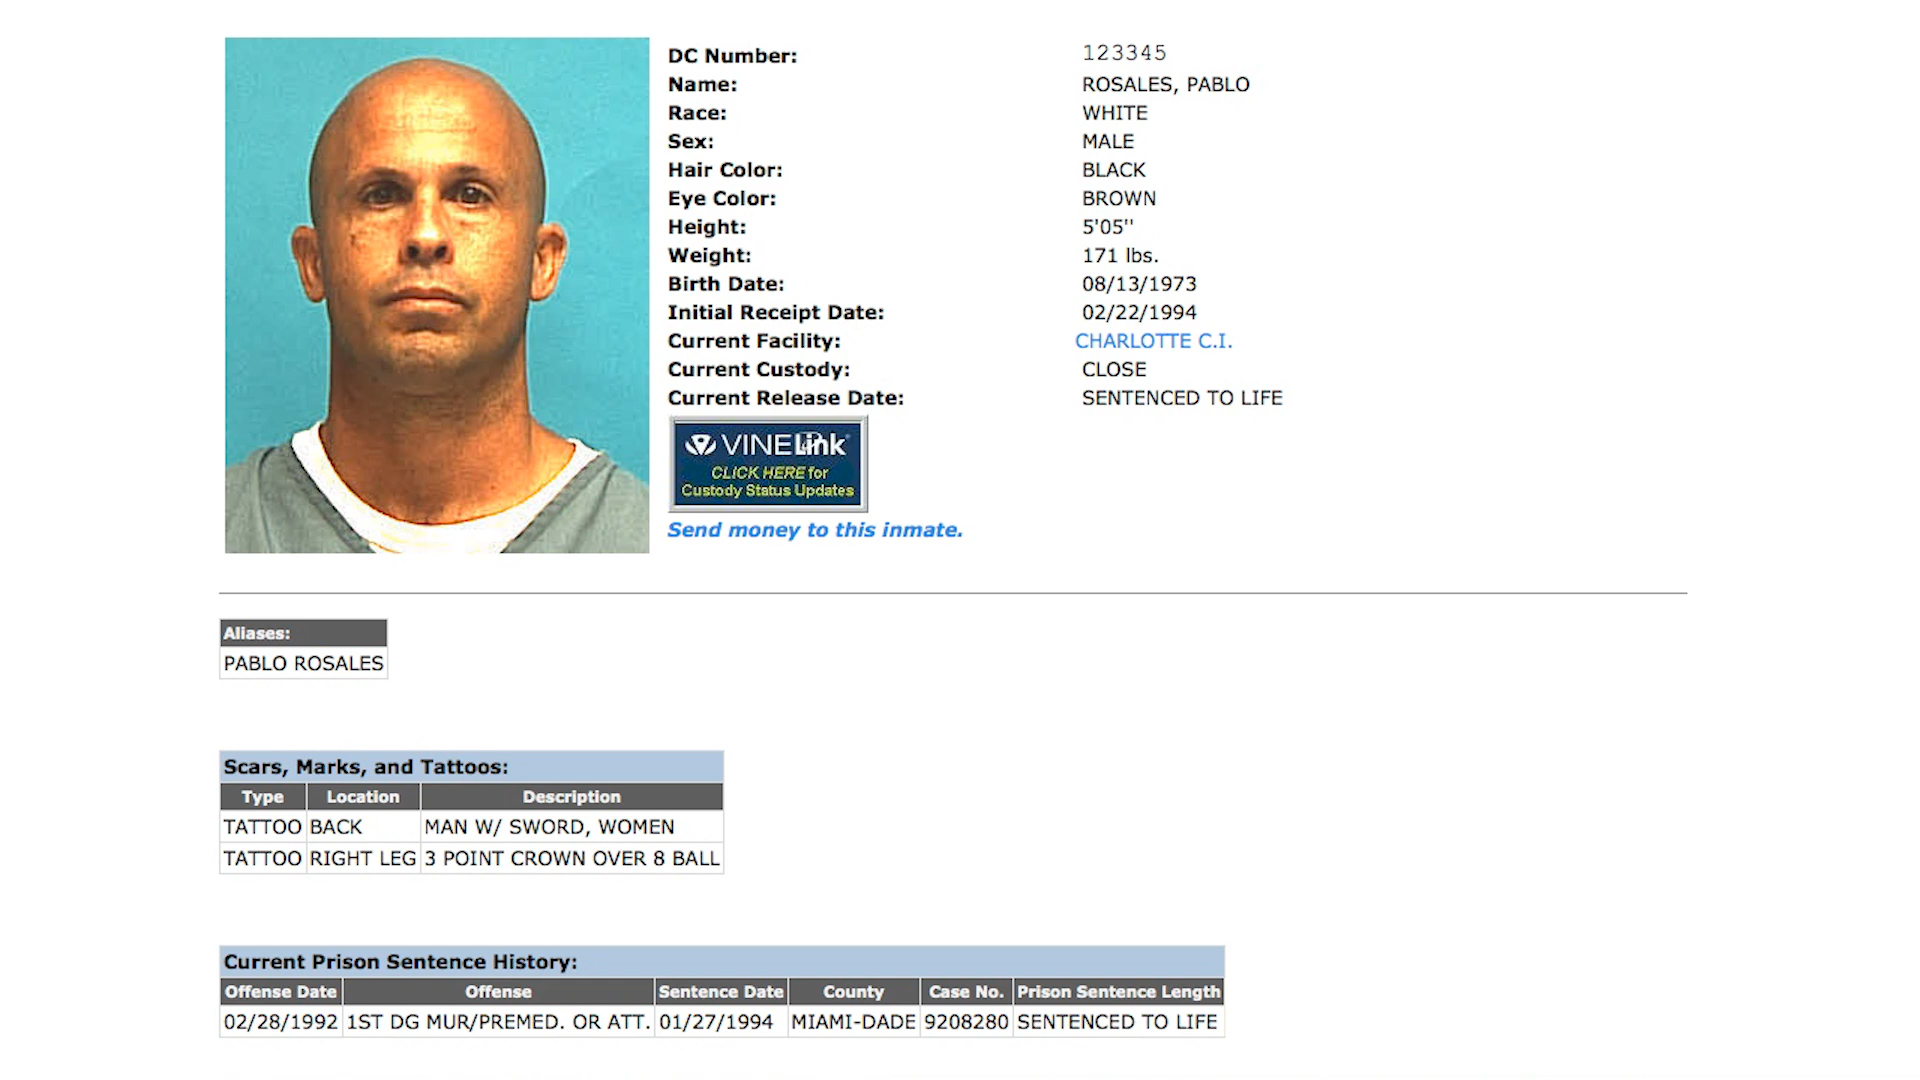 DC Number: 123345
Name: ROSALES, PABLO
Race: WHITE
Sex: MALE
Hair Color: BLACK
Eye Color: BROWN
Height: 5'05''
Weight: 171 lbs.
Birth Date: 08/13/1973
Initial Receipt Date: 02/22/1994
Current Facility: CHARLOTTE C.I.
Current Custody: CLOSE
Current Release Date: SENTENCED TO LIFE
VINELink
CLICK HERE for
Custody Status Updates
Send money to this inmate.
Aliases:
PABLO ROSALES
Scars, Marks, and Tattoos:
Type Location Description
TATTOO BACK MAN W/ SWORD, WOMEN
TATTOO RIGHT LEG 3 POINT CROWN OVER 8 BALL
Current Prison Sentence History:
Offense Date Offense Sentence Date County Case No. Prison Sentence Length
02/28/1992 1ST DG MUR/PREMED. OR ATT. 01/27/1994 MIAMI-DADE 9208280 SENTENCED TO LIFE